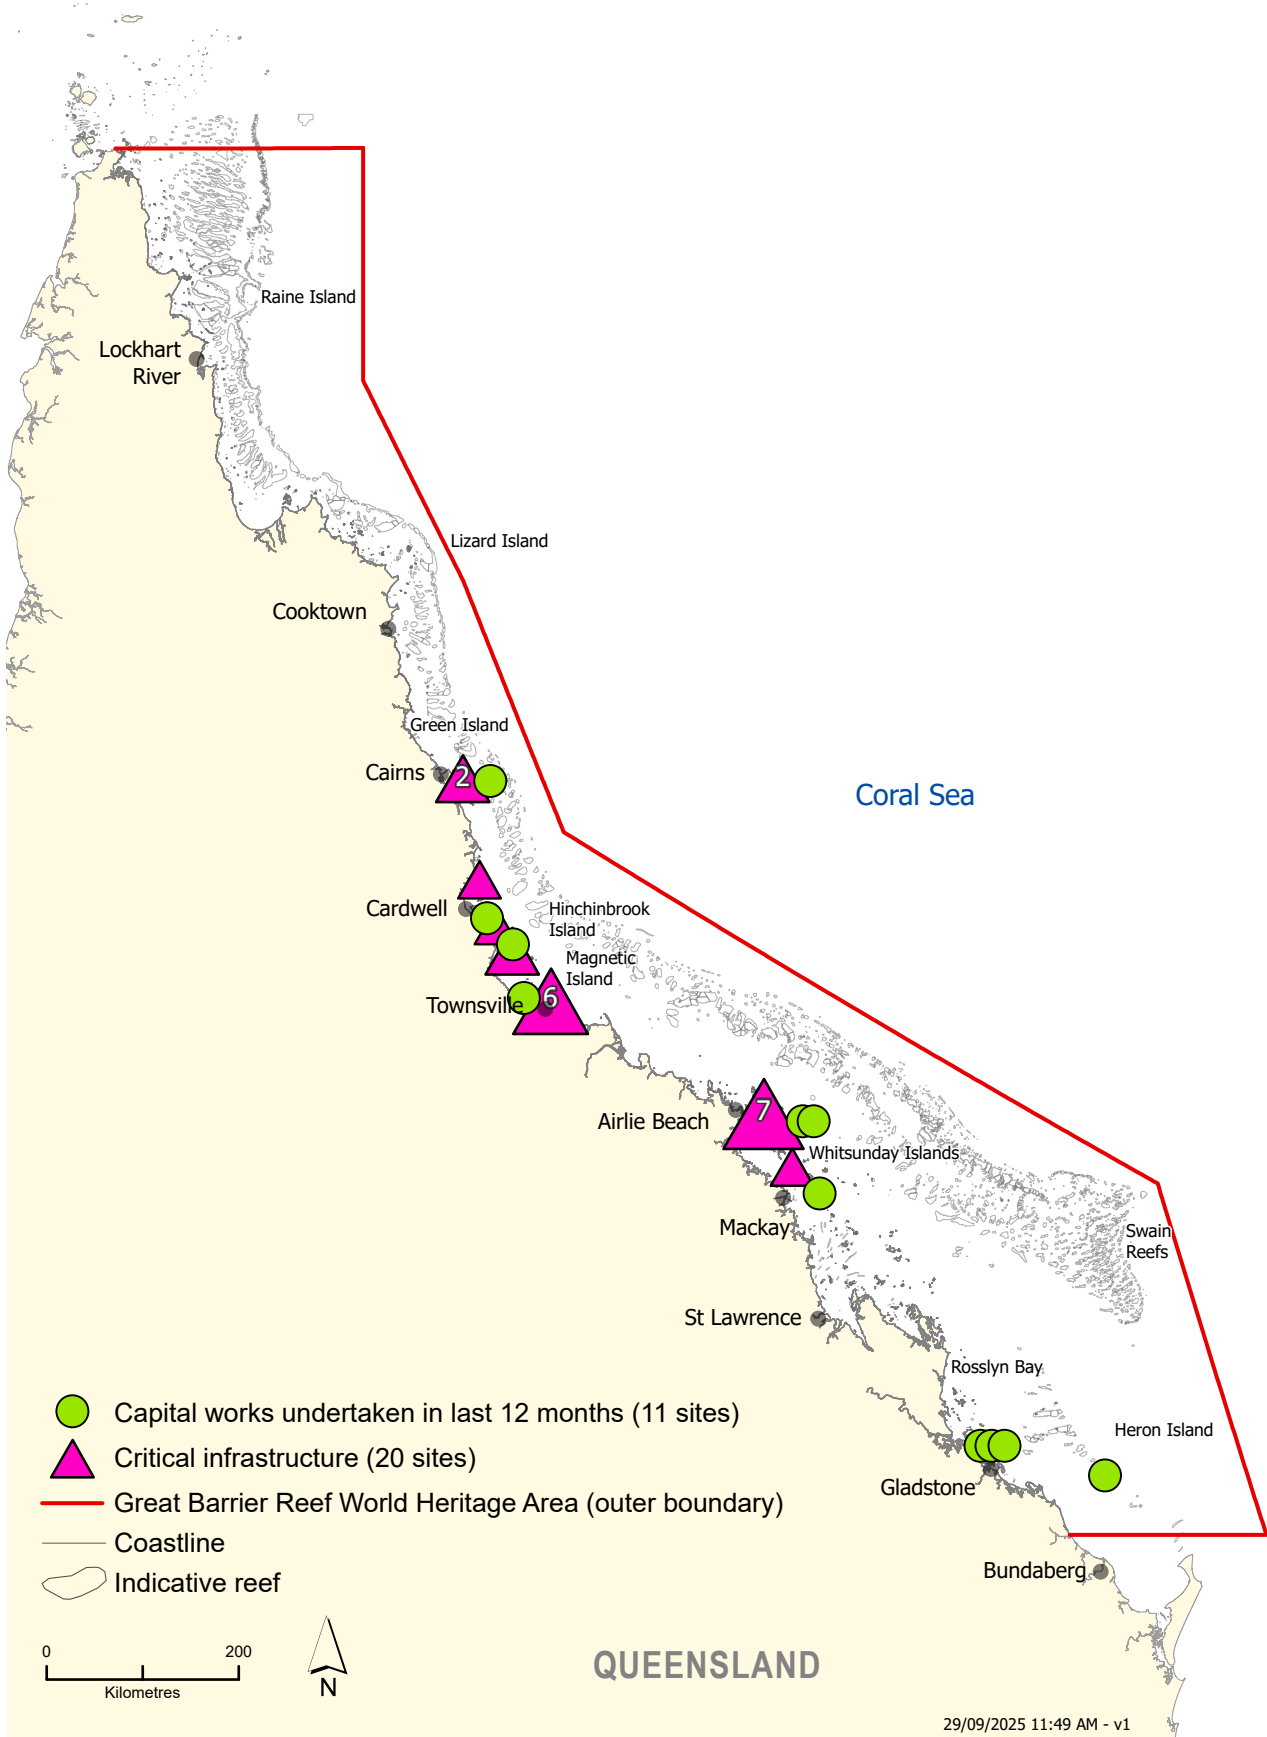 Raine Island
Lockhart
River
Lizard Island
Cooktown
Green Island
Cairns
2
Coral Sea
Cardwell
Hinchinbrook
Island
Magnetic
Island
Townsville
6
7
Airlie Beach
Whitsunday Islands
Mackay
Swain
Reefs
St Lawrence
Rosslyn Bay
Heron Island
Gladstone
Bundaberg
Capital works undertaken in last 12 months (11 sites)
Critical infrastructure (20 sites)
Great Barrier Reef World Heritage Area (outer boundary)
Coastline
Indicative reef
0 200
Kilometres
N
QUEENSLAND
29/09/2025 11:49 AM - v1